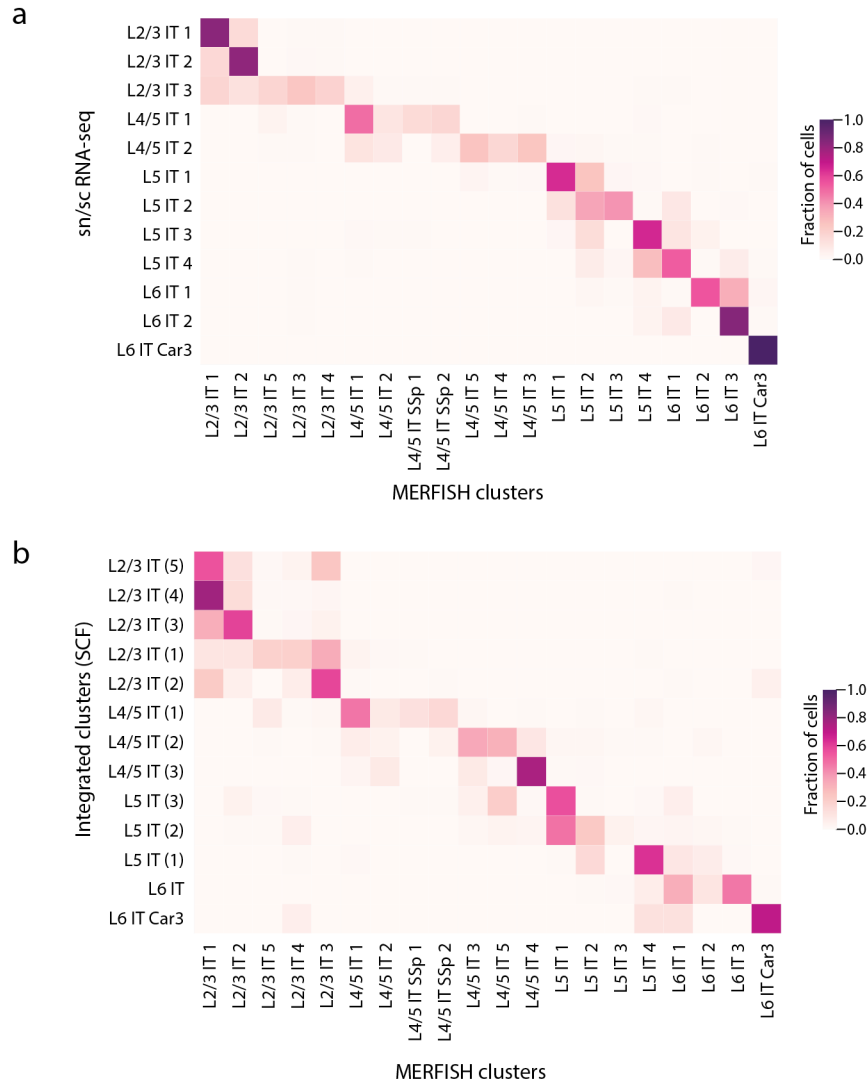 a
L2/3 IT 1
L2/3 IT 2
L2/3 IT 3
L4/5 IT 1
L4/5 IT 2
L5 IT 1
L5 IT 2
L5 IT 3
L5 IT 4
L6 IT 1
L6 IT 2
L6 IT Car3
sn/sc RNA-seq
L2/3 IT 1
L2/3 IT 2
L2/3 IT 5
L2/3 IT 3
L2/3 IT 4
L4/5 IT 1
L4/5 IT 2
L4/5 IT SSp 1
L4/5 IT SSp 2
L4/5 IT 5
L4/5 IT 4
L4/5 IT 3
L5 IT 1
L5 IT 2
L5 IT 3
L5 IT 4
L6 IT 1
L6 IT 2
L6 IT 3
L6 IT Car3
MERFISH clusters
Fraction of cells
1.0
0.8
0.6
0.4
0.2
0.0
b
L2/3 IT (5)
L2/3 IT (4)
L2/3 IT (3)
L2/3 IT (1)
L2/3 IT (2)
L4/5 IT (1)
L4/5 IT (2)
L4/5 IT (3)
L5 IT (3)
L5 IT (2)
L5 IT (1)
L6 IT
L6 IT Car3
Integrated clusters (SCF)
L2/3 IT 1
L2/3 IT 2
L2/3 IT 5
L2/3 IT 4
L2/3 IT 3
L4/5 IT 1
L4/5 IT 2
L4/5 IT SSp 1
L4/5 IT SSp 2
L4/5 IT 3
L4/5 IT 5
L4/5 IT 4
L5 IT 1
L5 IT 2
L5 IT 3
L5 IT 4
L6 IT 1
L6 IT 2
L6 IT 3
L6 IT Car3
MERFISH clusters
Fraction of cells
1.0
0.8
0.6
0.4
0.2
0.0